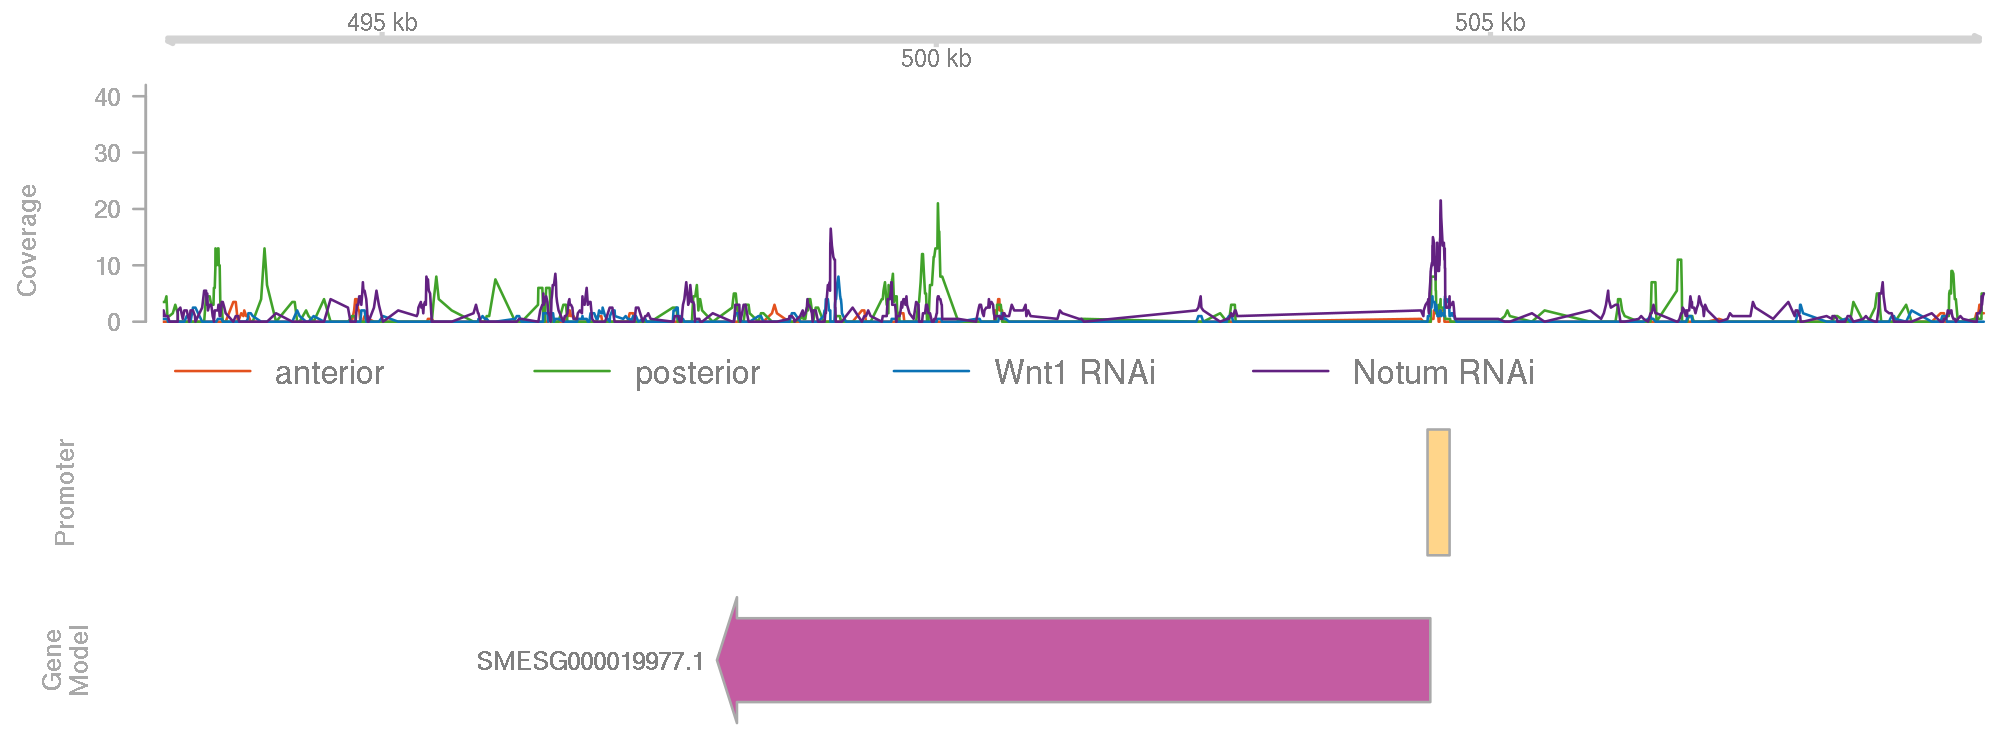 495 kb
505 kb
500 kb
40
30
20
10
0
Coverage
anterior
posterior
Wnt1 RNAi
Notum RNAi
Promoter
Gene
Model
SMESG000019977.1